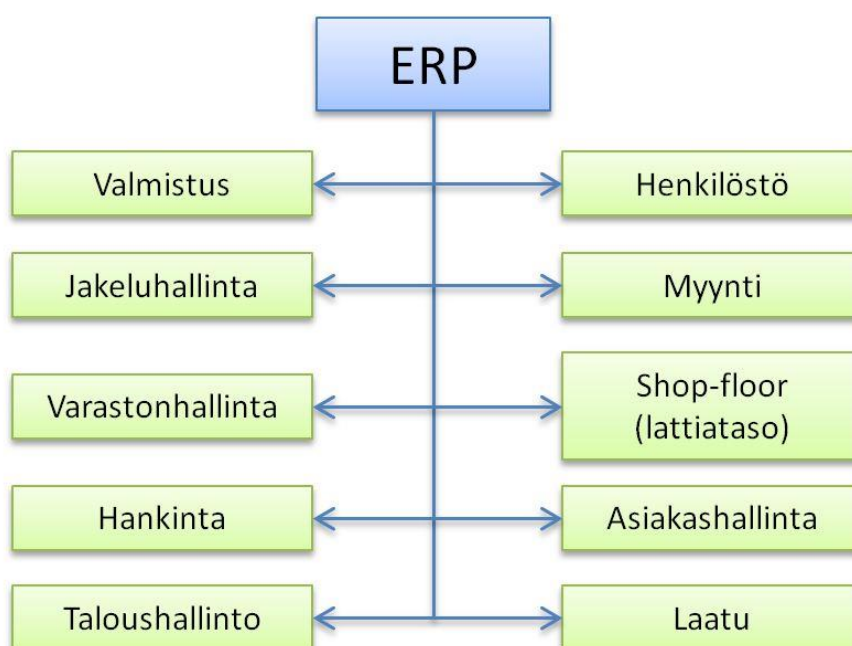 ERP
Valmistus
Henkilöstö
Jakeluhallinta
Myynti
Varastonhallinta
Shop-floor
(lattiataso)
Hankinta
Asiakashallinta
Taloushallinto
Laatu